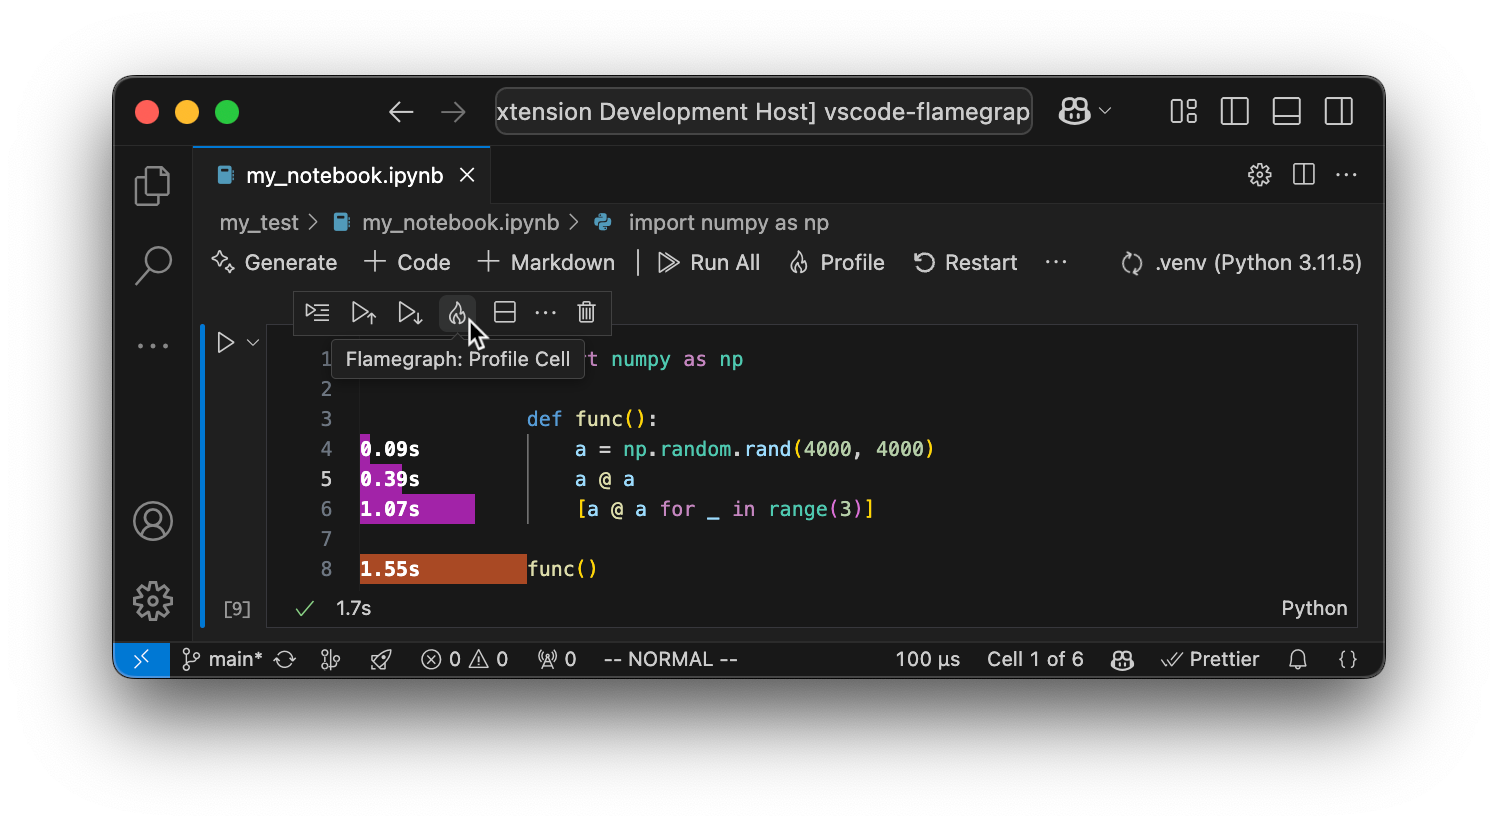 xtension Development Host] vscode-flamegrap
my_notebook.ipynb
my_test > my_notebook.ipynb > import numpy as np
Generate + Code + Markdown | Run All Profile Restart ... .venv (Python 3.11.5)
Flamegraph: Profile Cell
1 rt numpy as np
2
3 def func():
4 0.09s a = np.random.rand(4000, 4000)
5 0.39s a @ a
6 1.07s [a @ a for _ in range(3)]
7
8 1.55s func()
[9] 1.7s Python
main* 0 0 0 -- NORMAL -- 100 µs Cell 1 of 6 Prettier {}